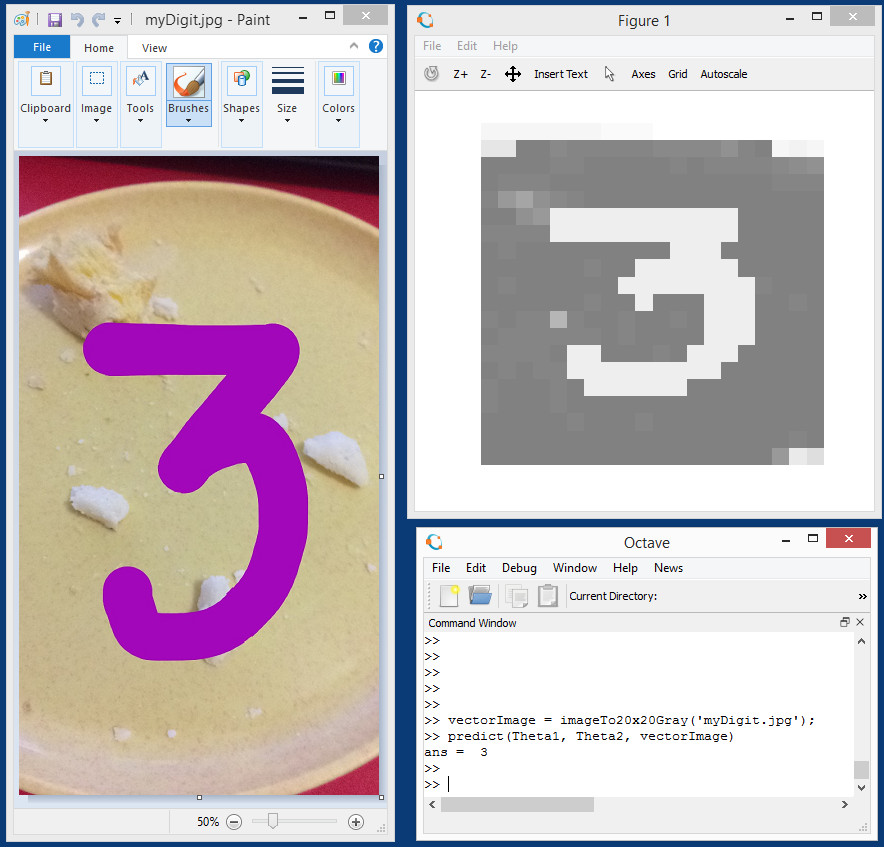 myDigit.jpg - Paint
File
Home
View
Clipboard
Image
Tools
Brushes
Shapes
Size
Colors
3
50%
Figure 1
File Edit Help
Z+ Z- Insert Text Axes Grid Autoscale
3
Octave
File Edit Debug Window Help News
Current Directory:
»
Command Window
>>
>>
>>
>>
>>
>> vectorImage = imageTo20x20Gray('myDigit.jpg');
>> predict(Theta1, Theta2, vectorImage)
ans =  3
>>
>>